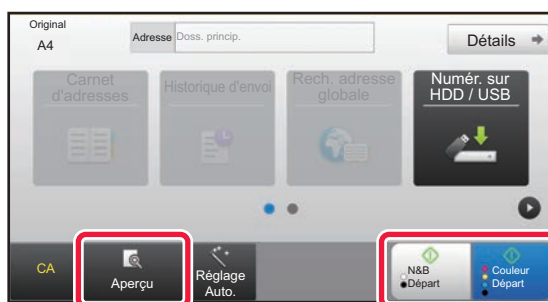 Original
A4
Adresse Doss. princip.
Détails
Carnet
d'adresses
Historique d'envoi
Rech. adresse
globale
Numér. sur
HDD / USB
CA
Aperçu
Réglage
Auto.
N&B
Départ
Couleur
Départ